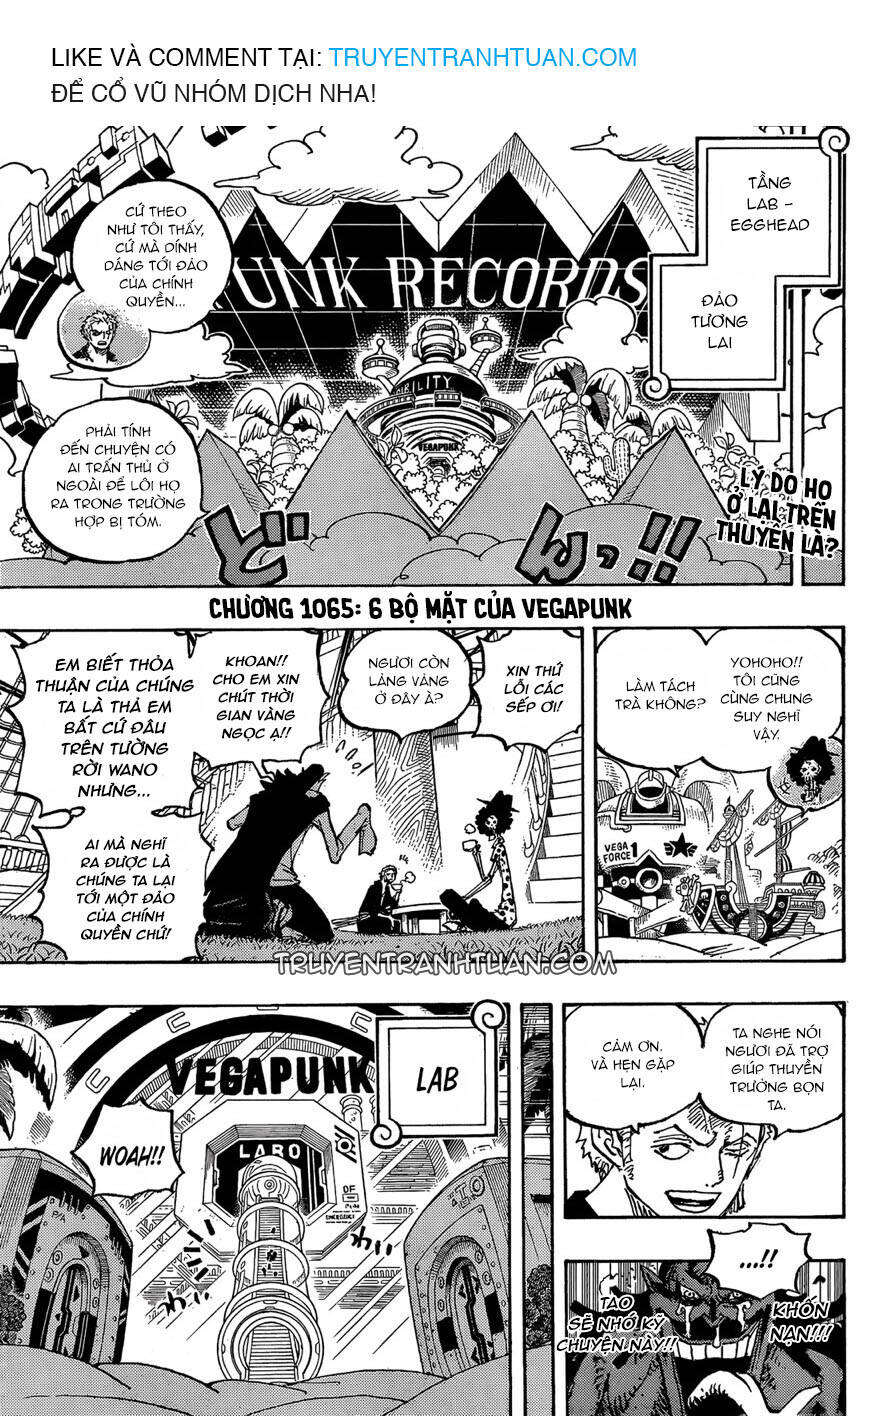 LIKE VÀ COMMENT TẠI: TRUYENTRANHTUAN.COM
ĐỂ CỔ VŨ NHÓM DỊCH NHA!
TẦNG
LAB -
EGGHEAD
ĐẢO
TƯƠNG
LAI
CỨ THEO
NHƯ TÔI THẤY,
CỨ MÀ DÍNH
DÁNG TỚI ĐẢO
CỦA CHÍNH
QUYỀN...
PUNK RECORDS
BILITY
VEGAPUNK
PHẢI TÍNH
ĐẾN CHUYỆN CÓ
AI TRẤN THỦ Ở
NGOÀI ĐỂ LÔI HỌ
RA TRONG TRƯỜNG
HỢP BỊ TÓM.
LÝ DO HỌ
Ở LẠI TRÊN
THUYỀN LÀ?
どんっ!!
CHƯƠNG 1065: 6 BỘ MẶT CỦA VEGAPUNK
YOHOHO!!
TÔI CŨNG
CÙNG CHUNG
SUY NGHĨ
VẬY.
LÀM TÁCH
TRÀ KHÔNG?
VEGA
FORCE 1
XIN THỨ
LỖI CÁC
SẾP ƠI!
NGƯƠI CÒN
LẢNG VẢNG
Ở ĐÂY À?
KHOAN!!
CHO EM XIN
CHÚT THỜI
GIAN VÀNG
NGỌC Ạ!!
EM BIẾT THỎA
THUẬN CỦA CHÚNG
TA LÀ THẢ EM
BẤT CỨ ĐÂU
TRÊN TƯỜNG
RỜI WANO
NHƯNG...
AI MÀ NGHĨ
RA ĐƯỢC LÀ
CHÚNG TA LẠI
TỚI MỘT ĐẢO
CỦA CHÍNH
QUYỀN CHỨ!
TRUYENTRANHTUAN.COM
TA NGHE NÓI
NGƯƠI ĐÃ TRỢ
GIÚP THUYỀN
TRƯỞNG BỌN
TA.
CẢM ƠN.
VÀ HẸN GẶP
LẠI.
...!!
KHỐN
NẠN!!!
TAO
SẼ NHỚ KỸ
CHUYỆN NÀY!!
LAB
VEGAPUNK
LABO
WOAH!!
DF
EMERGENCY
P/A